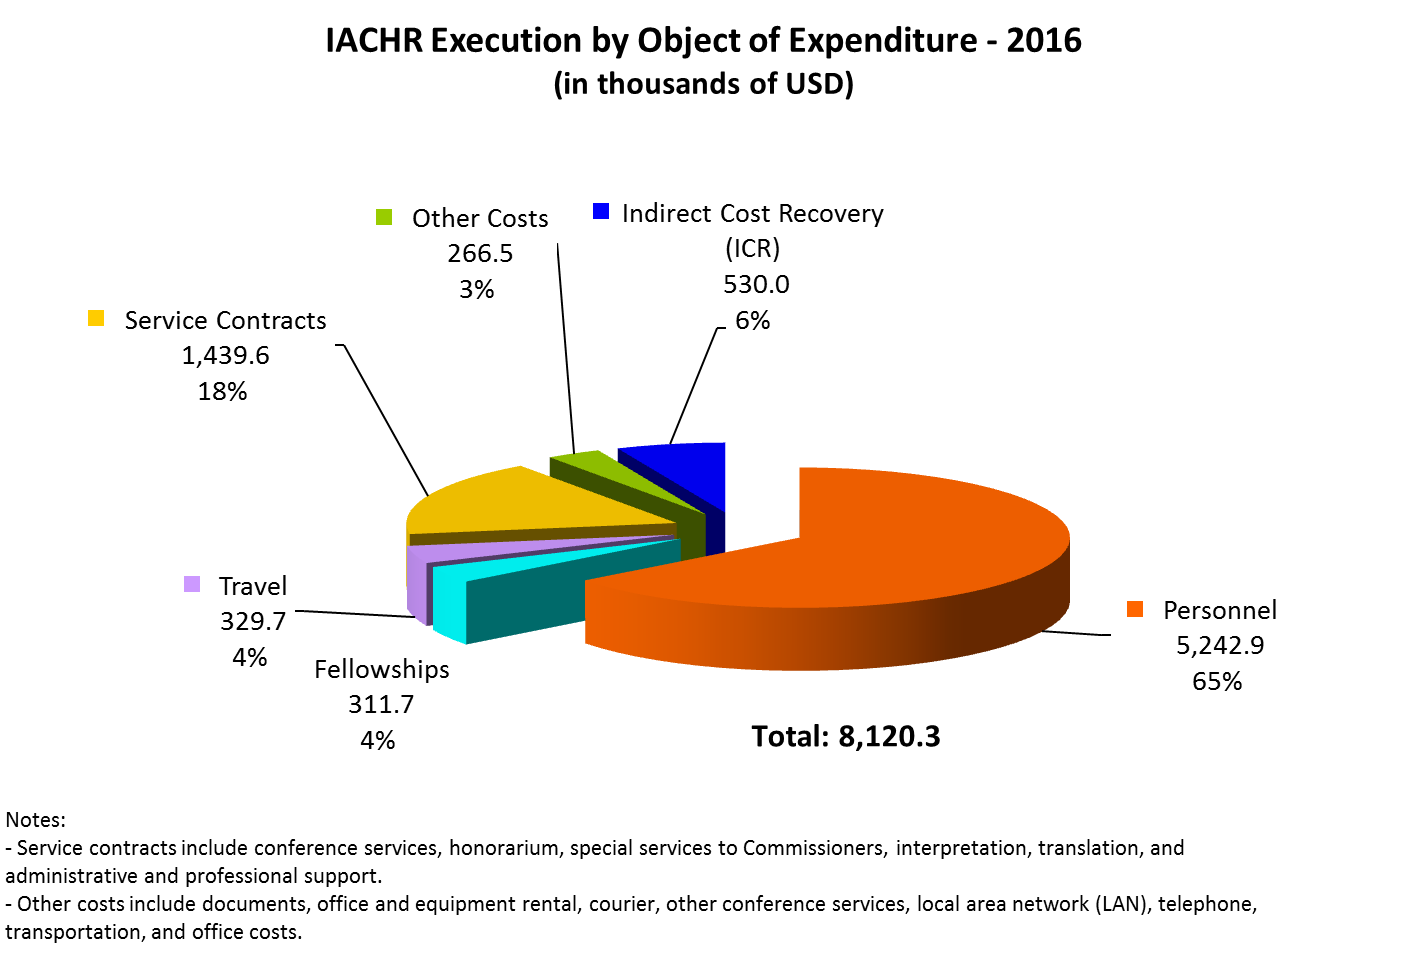 IACHR Execution by Object of Expenditure - 2016
(in thousands of USD)
Other Costs
266.5
3%
Indirect Cost Recovery
(ICR)
530.0
6%
Service Contracts
1,439.6
18%
Travel
329.7
4%
Fellowships
311.7
4%
Personnel
5,242.9
65%
Total: 8,120.3
Notes:
- Service contracts include conference services, honorarium, special services to Commissioners, interpretation, translation, and
administrative and professional support.
- Other costs include documents, office and equipment rental, courier, other conference services, local area network (LAN), telephone,
transportation, and office costs.